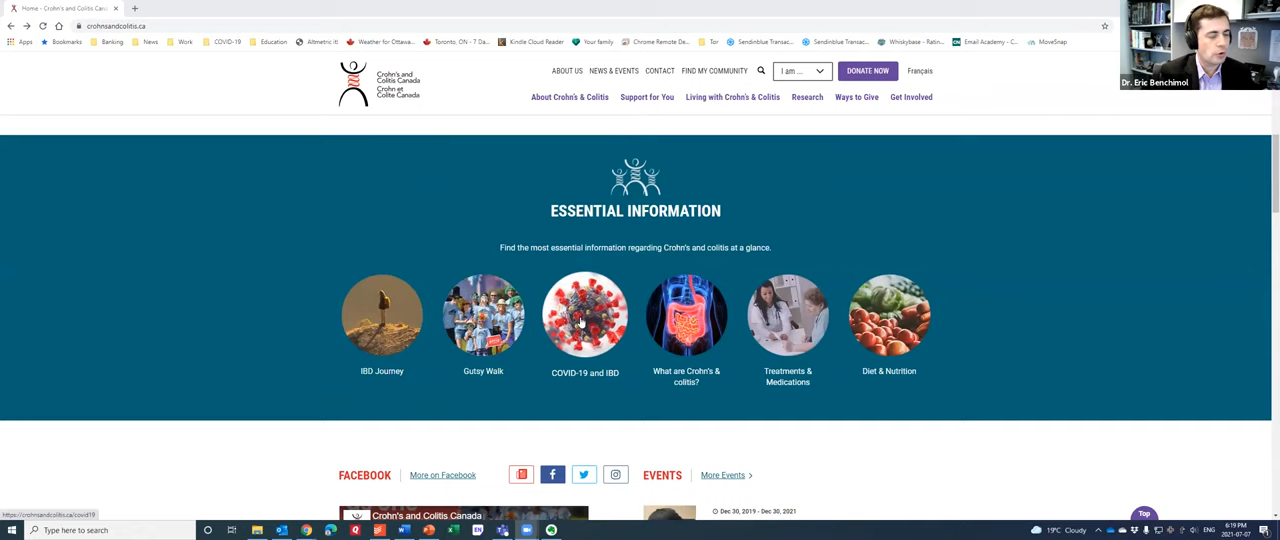 Home - Crohn's and Colitis Can
crohnsandcolitis.ca
Apps
Bookmarks
Banking
News
Work
COVID-19
Education
Altmetric it!
Weather for Ottawa...
Toronto, ON - 7 Da...
Kindle Cloud Reader
Your family
Chrome Remote De...
Tor
Sendinblue Transac...
Sendinblue Transac...
Whiskybase - Ratin...
Email Academy - C...
MoveSnap
Dr. Eric Benchimol
Crohn's and
Colitis Canada
Crohn et
Colite Canada
ABOUT US
NEWS & EVENTS
CONTACT
FIND MY COMMUNITY
I am ...
DONATE NOW
Français
About Crohn's & Colitis
Support for You
Living with Crohn's & Colitis
Research
Ways to Give
Get Involved
ESSENTIAL INFORMATION
Find the most essential information regarding Crohn's and colitis at a glance.
IBD Journey
Gutsy Walk
COVID-19 and IBD
What are Crohn's &
colitis?
Treatments &
Medications
Diet & Nutrition
FACEBOOK
More on Facebook
EVENTS
More Events
Crohn's and Colitis Canada
Dec 30, 2019 - Dec 30, 2021
Top
https://crohnsandcolitis.ca/covid19
Type here to search
19°C Cloudy
ENG
6:19 PM
2021-07-07